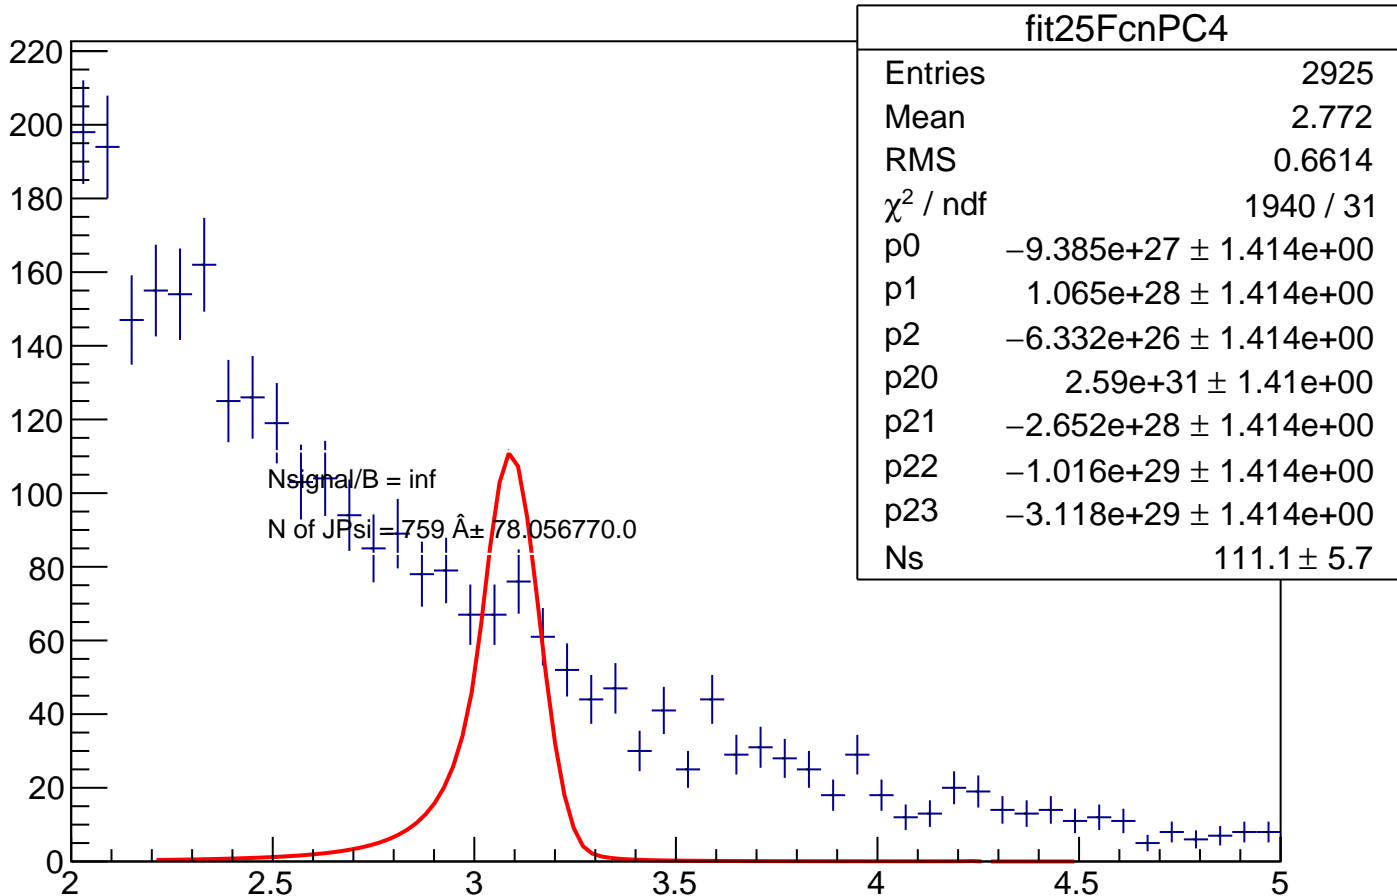 fit25FcnPC4
Entries 2925
Mean 2.772
RMS 0.6614
χ² / ndf 1940 / 31
p0 −9.385e+27 ± 1.414e+00
p1 1.065e+28 ± 1.414e+00
p2 −6.332e+26 ± 1.414e+00
p20 2.59e+31 ± 1.41e+00
p21 −2.652e+28 ± 1.414e+00
p22 −1.016e+29 ± 1.414e+00
p23 −3.118e+29 ± 1.414e+00
Ns 111.1 ± 5.7
220
200
180
160
140
120
100
80
60
40
20
0
Nsignal/B = inf
N of JPsi = 759 Â± 78.056770.0
2 2.5 3 3.5 4 4.5 5